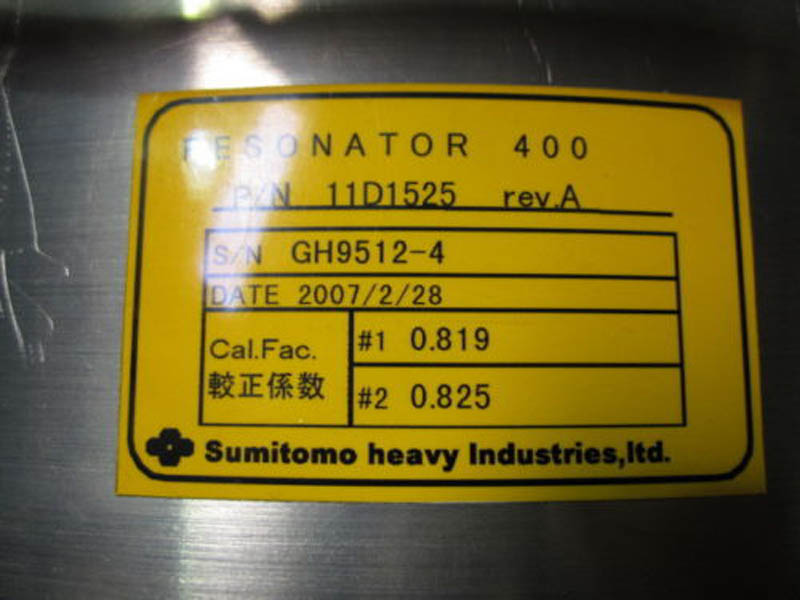 RESONATOR 400
P/N 11D1525 rev.A
S/N GH9512-4
DATE 2007/2/28
Cal.Fac.
較正係数
#1 0.819
#2 0.825
Sumitomo heavy Industries,ltd.